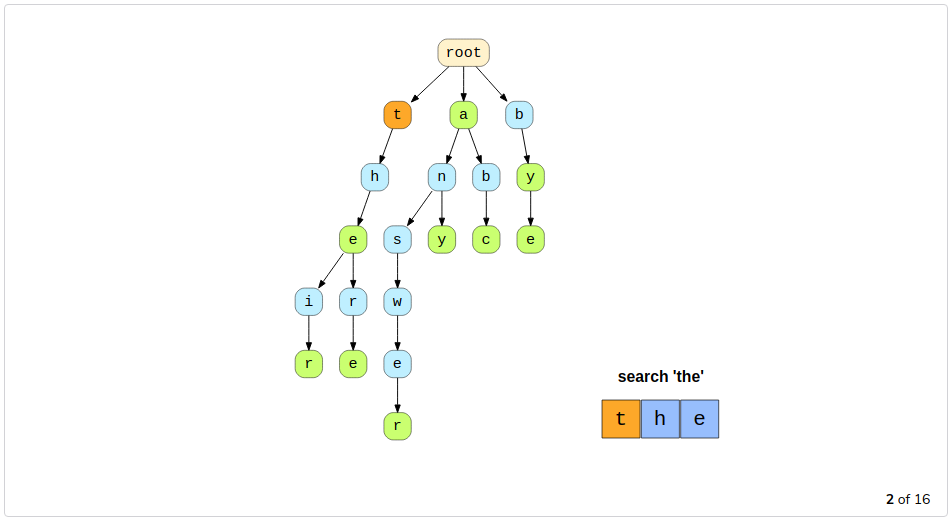 root
t a b
h n b y
e s y c e
i r w
r e e
r
search 'the'
t h e
2 of 16